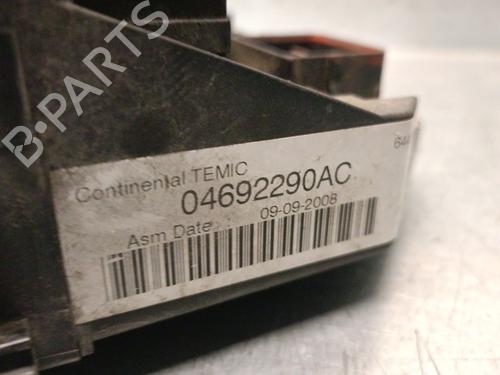 B-PARTS
Continental TEMIC
04692290AC
Asm Date 09-09-2008